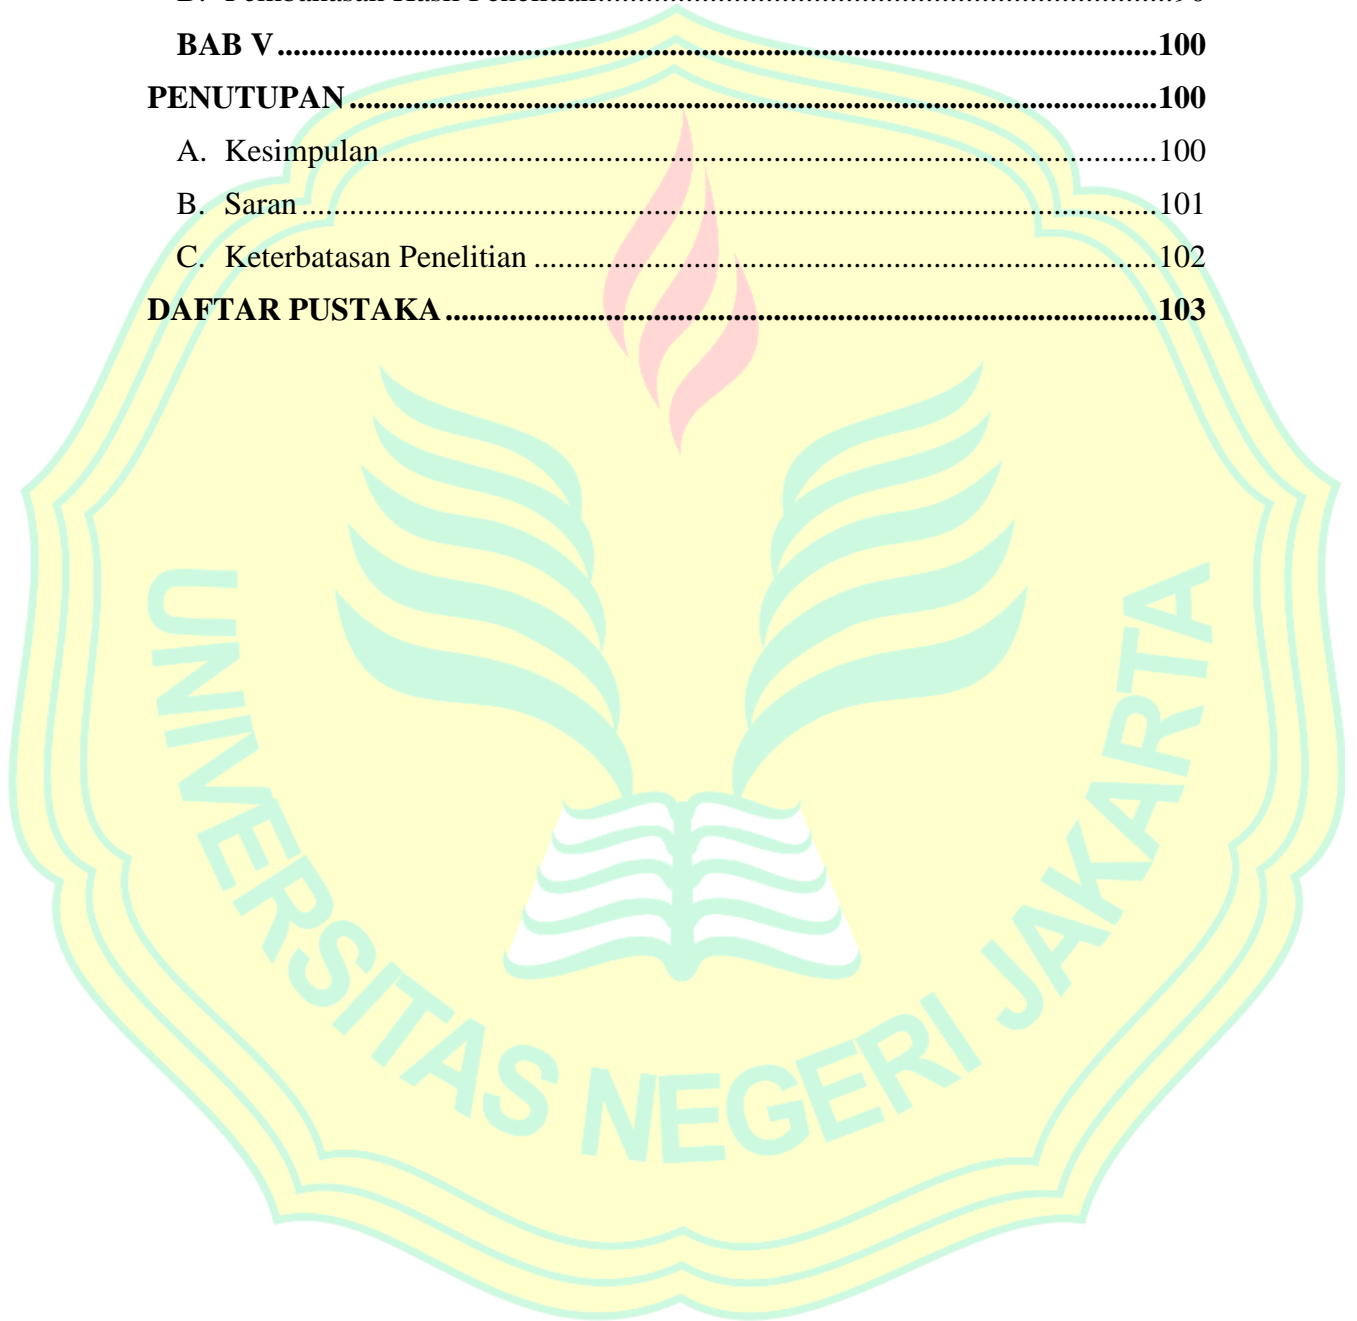 BAB V........................................................................................................100
PENUTUPAN........................................................................................................100
A. Kesimpulan........................................................................................................100
B. Saran........................................................................................................101
C. Keterbatasan Penelitian........................................................................................................102
DAFTAR PUSTAKA........................................................................................................103
UNIVERSITAS NEGERI JAKARTA